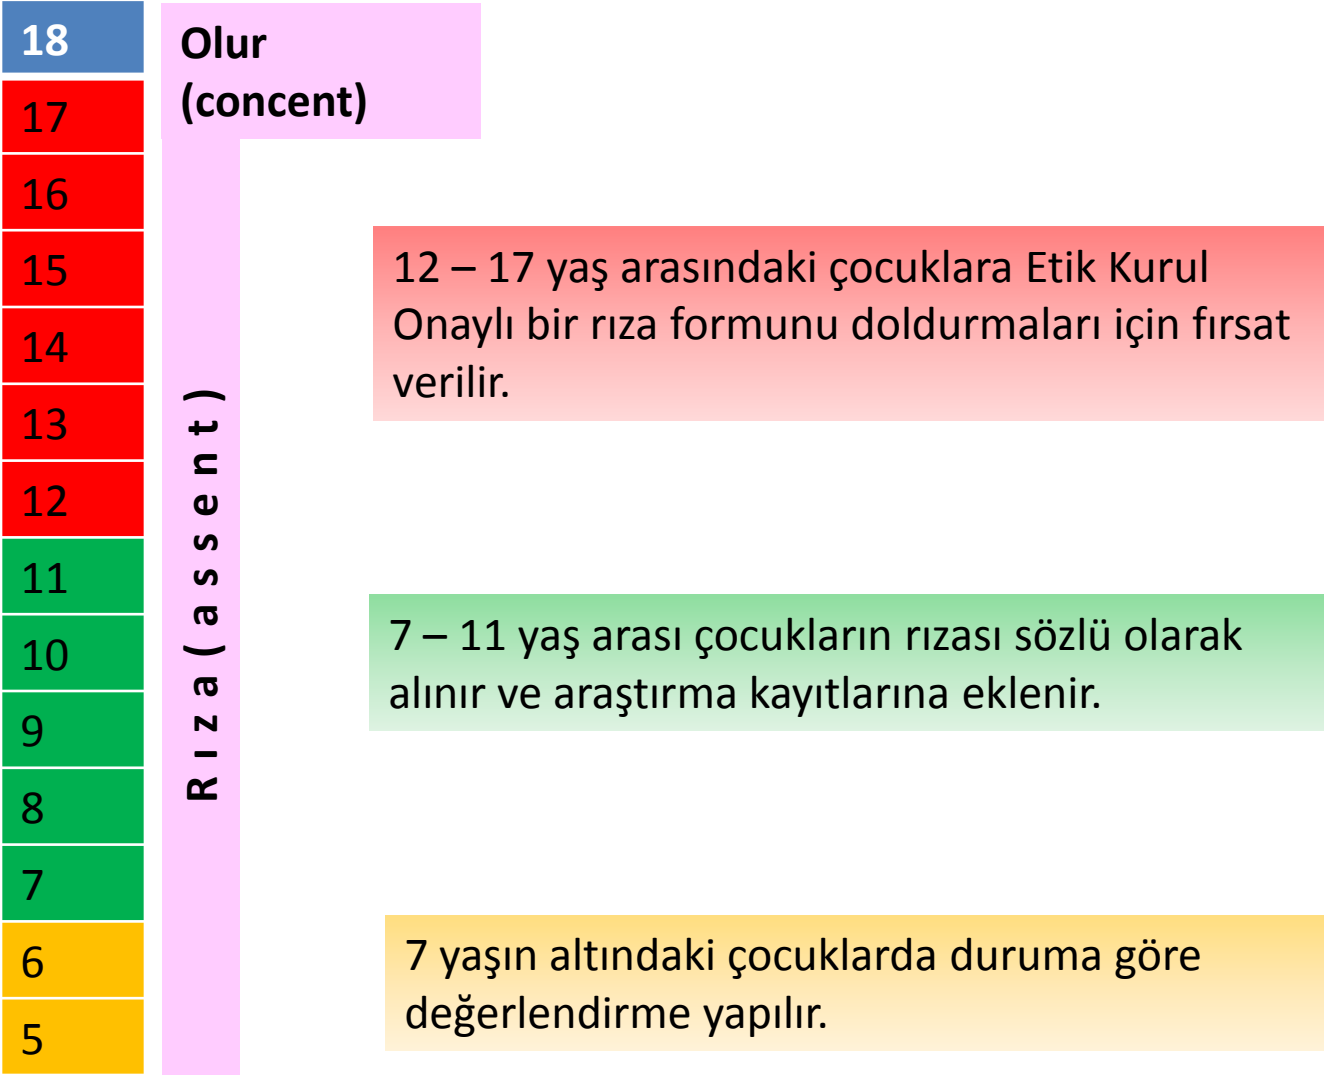 18
17
16
15
14
13
12
11
10
9
8
7
6
5
Olur
(concent)
Rıza (assent)
12 – 17 yaş arasındaki çocuklara Etik Kurul
Onaylı bir rıza formunu doldurmaları için fırsat
verilir.
7 – 11 yaş arası çocukların rızası sözlü olarak
alınır ve araştırma kayıtlarına eklenir.
7 yaşın altındaki çocuklarda duruma göre
değerlendirme yapılır.